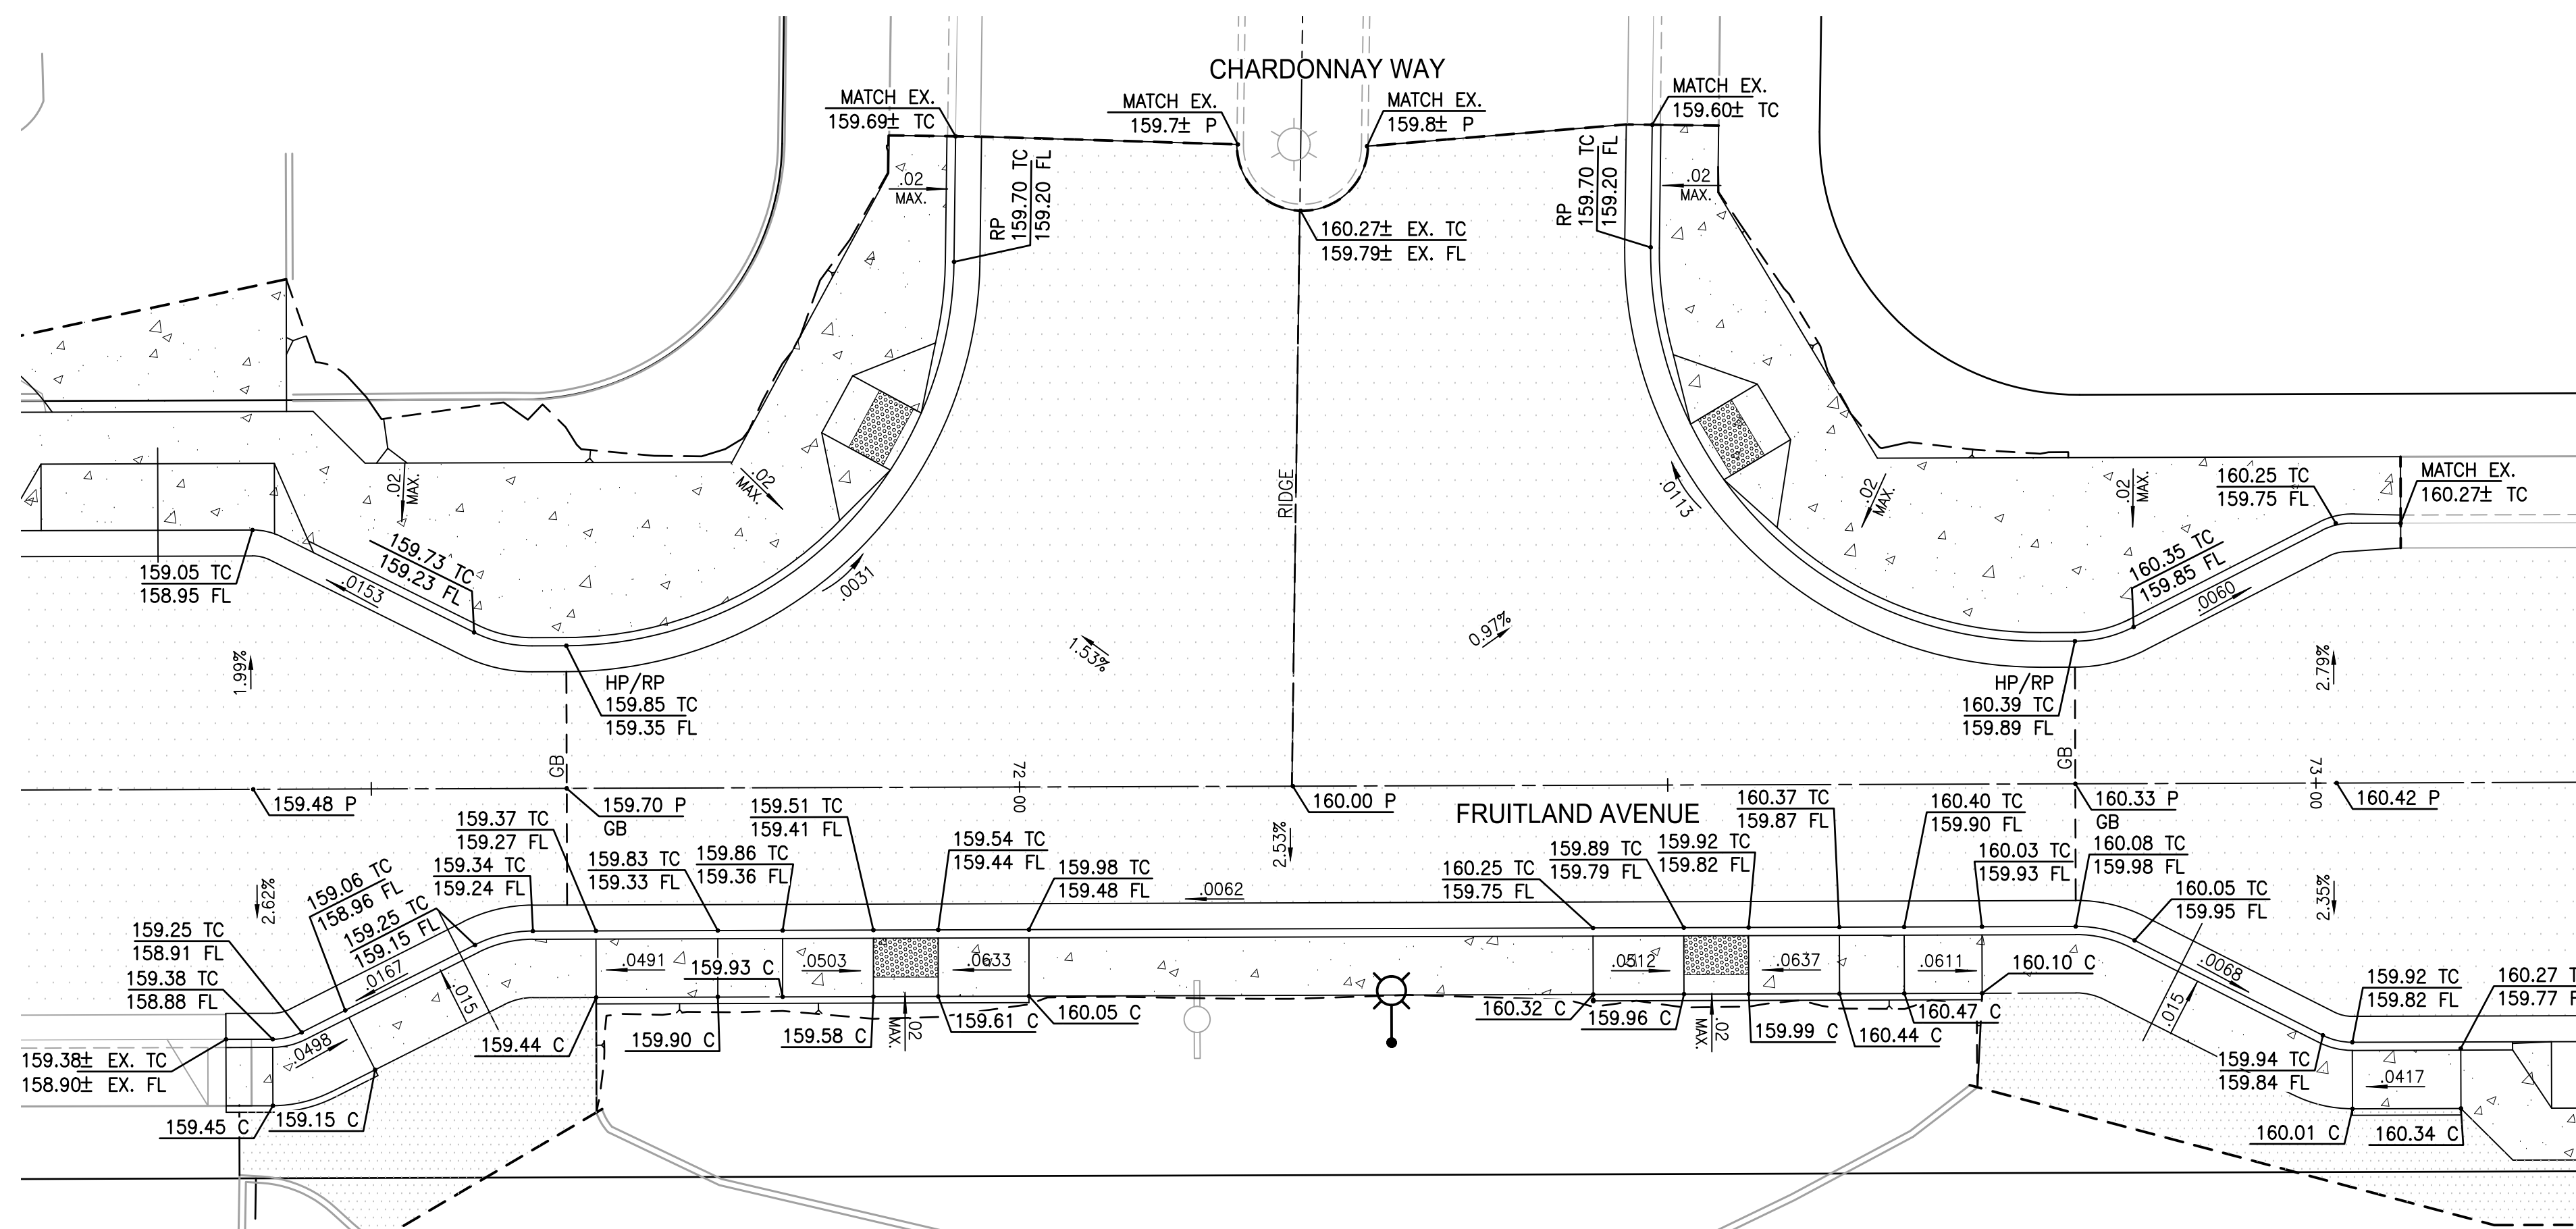 CHARDONNAY WAY
MATCH EX.
159.69± TC
MATCH EX.
159.7± P
MATCH EX.
159.8± P
MATCH EX.
159.60± TC
.02
MAX.
RP
159.70 TC
159.20 FL
160.27± EX. TC
159.79± EX. FL
RP
159.70 TC
159.20 FL
.02
MAX.
.02
MAX.
.02
MAX.
RIDGE
.0113
.02
MAX.
.02
MAX.
160.25 TC
159.75 FL
MATCH EX.
160.27± TC
159.05 TC
158.95 FL
.0153
159.73 TC
159.23 FL
.0031
160.35 TC
159.85 FL
.0060
1.99%
HP/RP
159.85 TC
159.35 FL
1.53%
0.97%
HP/RP
160.39 TC
159.89 FL
2.79%
GB
72+00
GB
73+00
159.48 P
159.70 P
GB
160.00 P
FRUITLAND AVENUE
160.33 P
GB
160.42 P
159.37 TC
159.27 FL
159.51 TC
159.41 FL
160.37 TC
159.87 FL
160.40 TC
159.90 FL
159.34 TC
159.24 FL
159.83 TC
159.33 FL
159.86 TC
159.36 FL
159.54 TC
159.44 FL
159.98 TC
159.48 FL
2.53%
.0062
160.25 TC
159.75 FL
159.89 TC
159.79 FL
159.92 TC
159.82 FL
160.03 TC
159.93 FL
160.08 TC
159.98 FL
160.05 TC
159.95 FL
2.35%
2.62%
159.06 TC
158.96 FL
159.25 TC
159.15 FL
159.25 TC
158.91 FL
159.38 TC
158.88 FL
.0167
.015
.0498
.0491
159.93 C
.0503
.0633
.0512
.0637
.0611
160.10 C
.0068
.015
159.92 TC
159.82 FL
160.27 T
159.77 F
159.38± EX. TC
158.90± EX. FL
159.45 C
159.15 C
159.44 C
159.90 C
159.58 C
.02
MAX.
159.61 C
160.05 C
160.32 C
159.96 C
.02
MAX.
159.99 C
160.44 C
160.47 C
159.94 TC
159.84 FL
.0417
160.01 C
160.34 C